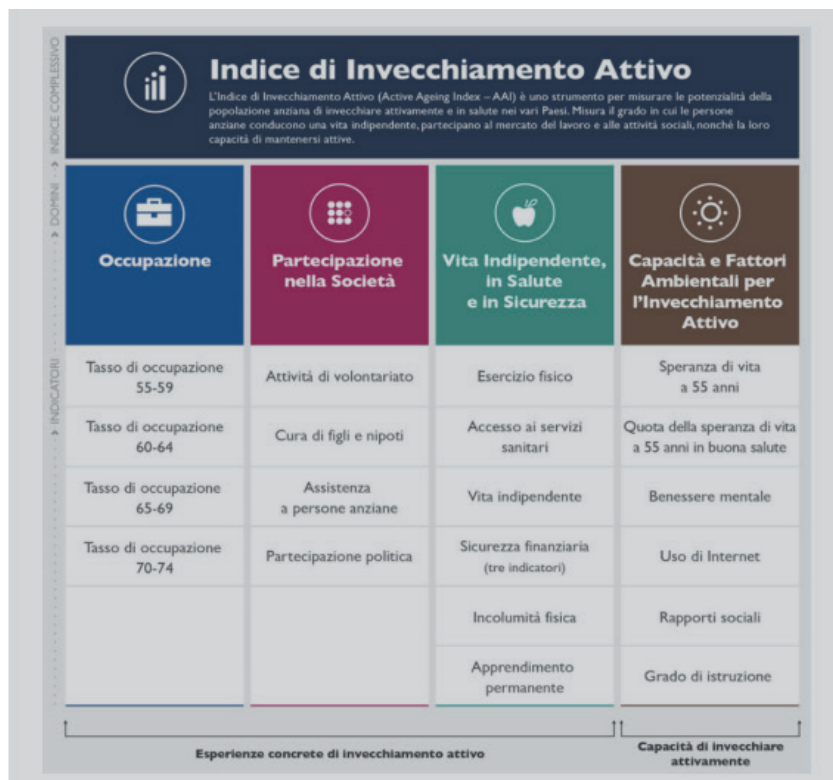 Indice di Invecchiamento Attivo
L'Indice di Invecchiamento Attivo (Active Ageing Index – AAI) è uno strumento per misurare le potenzialità della
popolazione anziana di invecchiare attivamente e in salute nei vari Paesi. Misura il grado in cui le persone
anziane conducono una vita indipendente, partecipano al mercato del lavoro e alle attività sociali, nonché la loro
capacità di mantenersi attive.
INDICE COMPLESSIVO
DOMINI
INDICATORI
Occupazione
Tasso di occupazione
55-59
Tasso di occupazione
60-64
Tasso di occupazione
65-69
Tasso di occupazione
70-74
Partecipazione
nella Società
Attività di volontariato
Cura di figli e nipoti
Assistenza
a persone anziane
Partecipazione politica
Vita Indipendente,
in Salute
e in Sicurezza
Esercizio fisico
Accesso ai servizi
sanitari
Vita indipendente
Sicurezza finanziaria
(tre indicatori)
Incolumità fisica
Apprendimento
permanente
Capacità e Fattori
Ambientali per
l'Invecchiamento
Attivo
Speranza di vita
a 55 anni
Quota della speranza di vita
a 55 anni in buona salute
Benessere mentale
Uso di Internet
Rapporti sociali
Grado di istruzione
Esperienze concrete di invecchiamento attivo
Capacità di invecchiare
attivamente